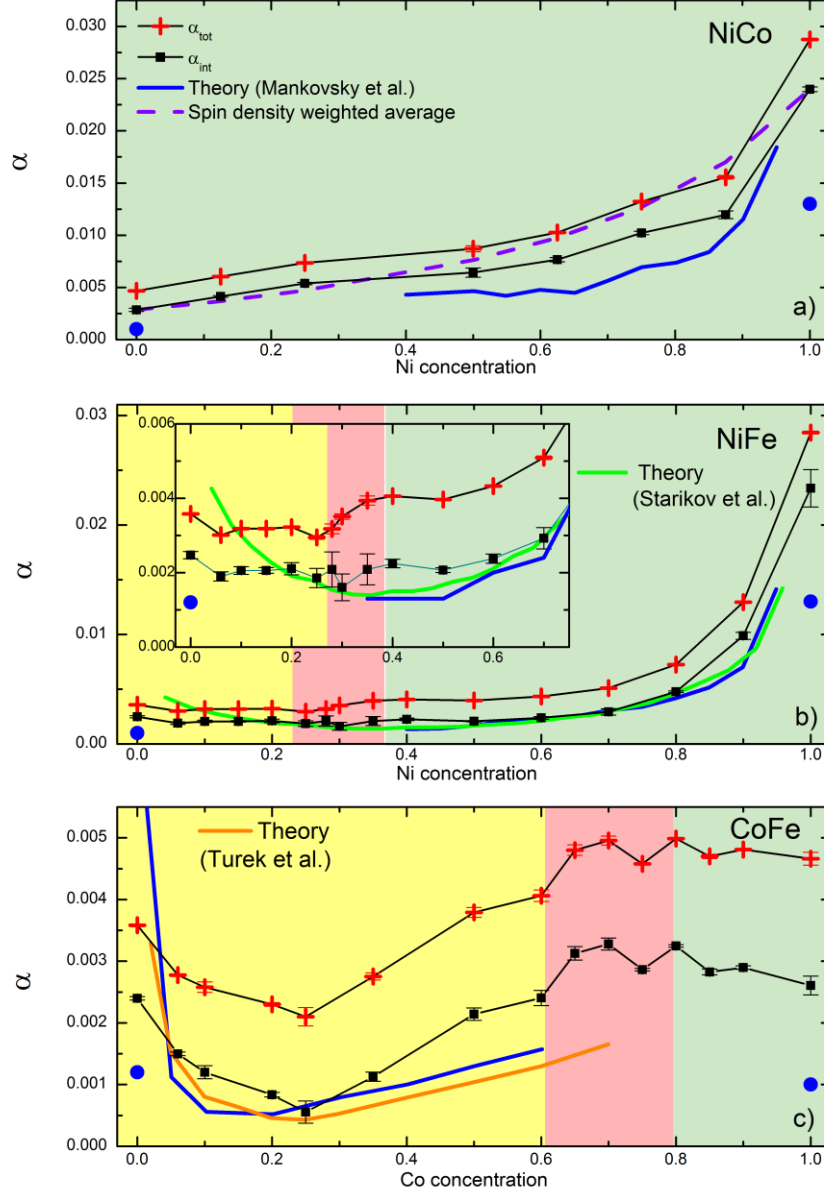 0.030
0.025
0.020
0.015
0.010
0.005
0.000
α
α_tot
α_int
Theory (Mankovsky et al.)
Spin density weighted average
NiCo
a)
0.0 0.2 0.4 0.6 0.8 1.0
Ni concentration
0.03
0.02
0.01
0.00
α
0.006
0.004
0.002
0.000
0.0 0.2 0.4 0.6
NiFe
Theory
(Starikov et al.)
b)
0.0 0.2 0.4 0.6 0.8 1.0
Ni concentration
0.005
0.004
0.003
0.002
0.001
0.000
α
Theory
(Turek et al.)
CoFe
c)
0.0 0.2 0.4 0.6 0.8 1.0
Co concentration